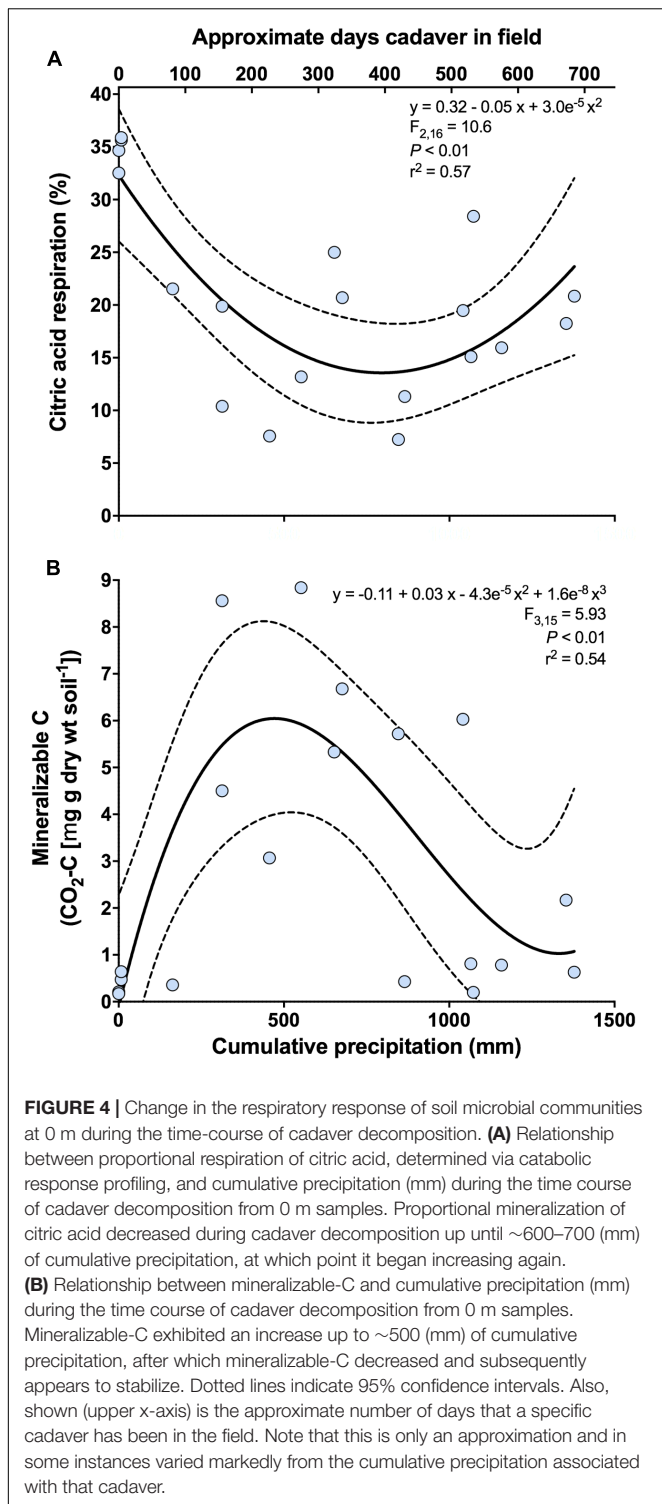 Approximate days cadaver in field
A
0 100 200 300 400 500 600 700
40
35
30
25
20
15
10
5
0
Citric acid respiration (%)
y = 0.32 - 0.05 x + 3.0e-5 x2
F2,16 = 10.6
P < 0.01
r2 = 0.57
B
9
8
7
6
5
4
3
2
1
0
Mineralizable C
(CO2-C [mg g dry wt soil-1])
y = -0.11 + 0.03 x - 4.3e-5 x2 + 1.6e-8 x3
F3,15 = 5.93
P < 0.01
r2 = 0.54
0 500 1000 1500
Cumulative precipitation (mm)
FIGURE 4 | Change in the respiratory response of soil microbial communities
at 0 m during the time-course of cadaver decomposition. (A) Relationship
between proportional respiration of citric acid, determined via catabolic
response profiling, and cumulative precipitation (mm) during the time course
of cadaver decomposition from 0 m samples. Proportional mineralization of
citric acid decreased during cadaver decomposition up until ∼600–700 (mm)
of cumulative precipitation, at which point it began increasing again.
(B) Relationship between mineralizable-C and cumulative precipitation (mm)
during the time course of cadaver decomposition from 0 m samples.
Mineralizable-C exhibited an increase up to ∼500 (mm) of cumulative
precipitation, after which mineralizable-C decreased and subsequently
appears to stabilize. Dotted lines indicate 95% confidence intervals. Also,
shown (upper x-axis) is the approximate number of days that a specific
cadaver has been in the field. Note that this is only an approximation and in
some instances varied markedly from the cumulative precipitation associated
with that cadaver.